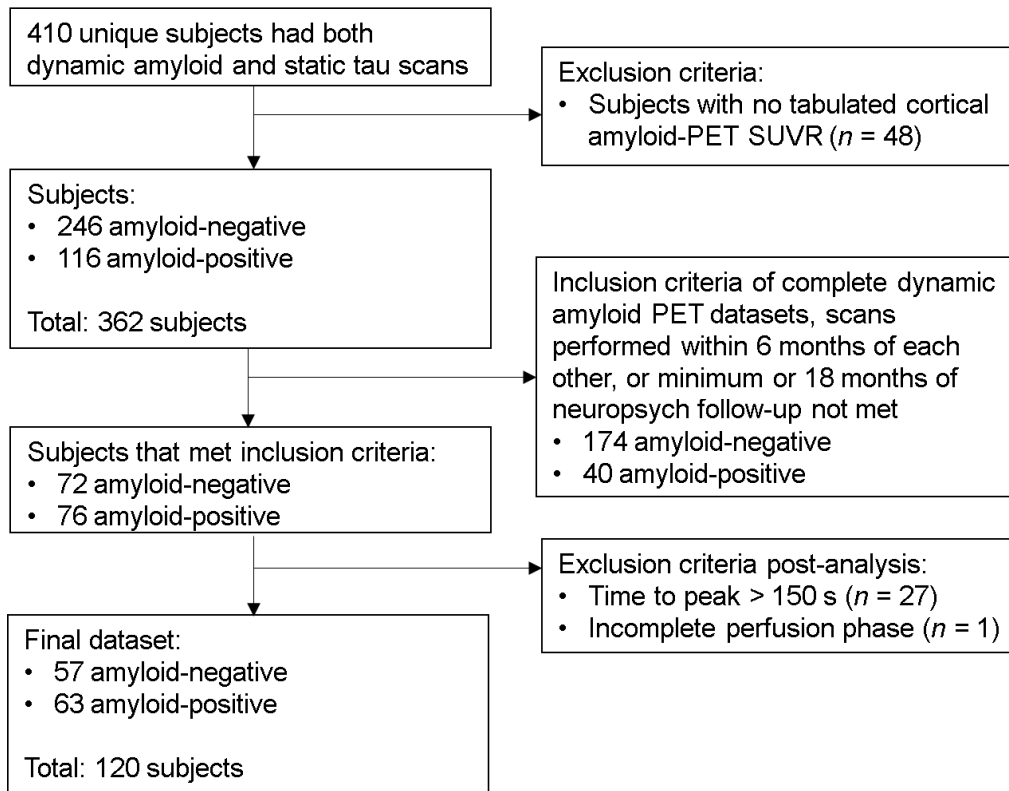 410 unique subjects had both
dynamic amyloid and static tau scans
Exclusion criteria:
• Subjects with no tabulated cortical
amyloid-PET SUVR (n = 48)
Subjects:
• 246 amyloid-negative
• 116 amyloid-positive
Total: 362 subjects
Inclusion criteria of complete dynamic
amyloid PET datasets, scans
performed within 6 months of each
other, or minimum or 18 months of
neuropsych follow-up not met
• 174 amyloid-negative
• 40 amyloid-positive
Subjects that met inclusion criteria:
• 72 amyloid-negative
• 76 amyloid-positive
Exclusion criteria post-analysis:
• Time to peak > 150 s (n = 27)
• Incomplete perfusion phase (n = 1)
Final dataset:
• 57 amyloid-negative
• 63 amyloid-positive
Total: 120 subjects